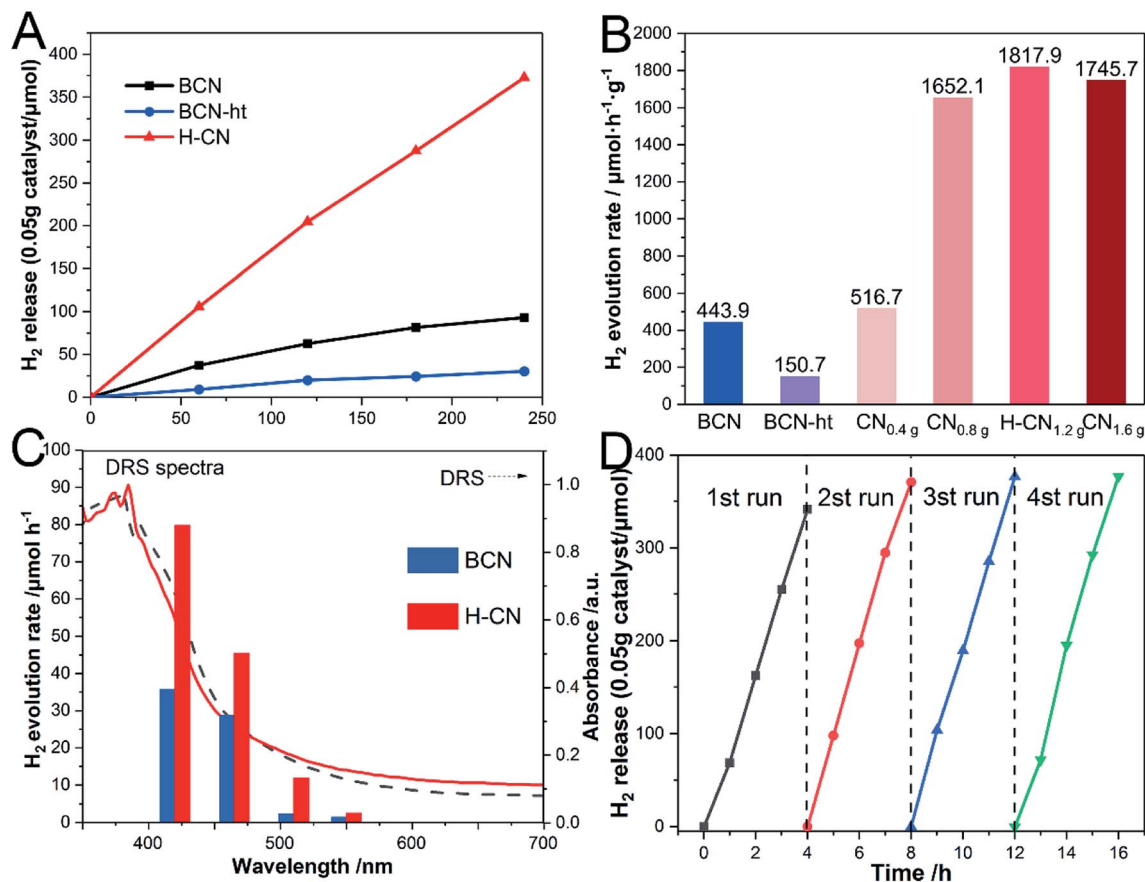 A
H₂ release (0.05g catalyst/μmol)
400
350
300
250
200
150
100
50
0
BCN
BCN-ht
H-CN
0 50 100 150 200 250
B
H₂ evolution rate / μmol·h⁻¹·g⁻¹
2000
1800
1600
1400
1200
1000
800
600
400
200
0
443.9
150.7
516.7
1652.1
1817.9
1745.7
BCN BCN-ht CN0.4 g CN0.8 g H-CN1.2 g CN1.6 g
C
H₂ evolution rate /μmol h⁻¹
100
90
80
70
60
50
40
30
20
10
0
DRS spectra
DRS
BCN
H-CN
1.0
0.8
0.6
0.4
0.2
0.0
Absorbance /a.u.
400 450 500 550 600 650 700
Wavelength /nm
D
H₂ release (0.05g catalyst/μmol)
400
300
200
100
0
1st run 2st run 3st run 4st run
0 2 4 6 8 10 12 14 16
Time /h